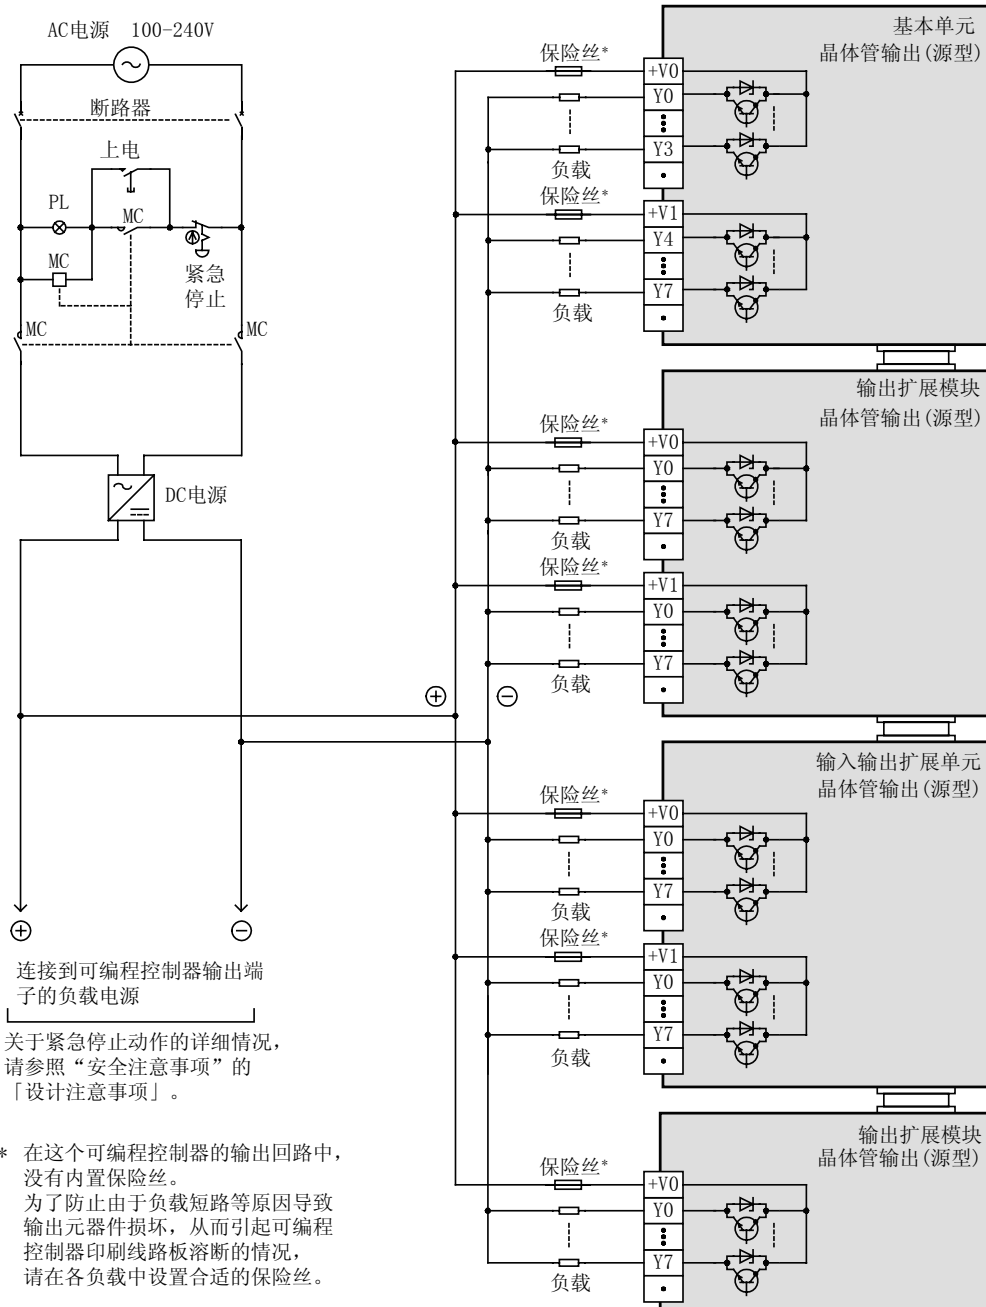 AC电源 100-240V
断路器
上电
PL
MC
MC
紧急
停止
MC
MC
DC电源
⊕
⊖
连接到可编程控制器输出端
子的负载电源
关于紧急停止动作的详细情况，
请参照“安全注意事项”的
「设计注意事项」。
* 在这个可编程控制器的输出回路中，
没有内置保险丝。
为了防止由于负载短路等原因导致
输出元器件损坏，从而引起可编程
控制器印刷线路板溶断的情况，
请在各负载中设置合适的保险丝。
⊕
⊖
基本单元
晶体管输出(源型)
保险丝*
+V0
Y0
Y3
负载
保险丝*
+V1
Y4
Y7
负载
输出扩展模块
晶体管输出(源型)
保险丝*
+V0
Y0
Y7
负载
保险丝*
+V1
Y0
Y7
负载
输入输出扩展单元
晶体管输出(源型)
保险丝*
+V0
Y0
Y7
负载
保险丝*
+V1
Y0
Y7
负载
输出扩展模块
晶体管输出(源型)
保险丝*
+V0
Y0
Y7
负载